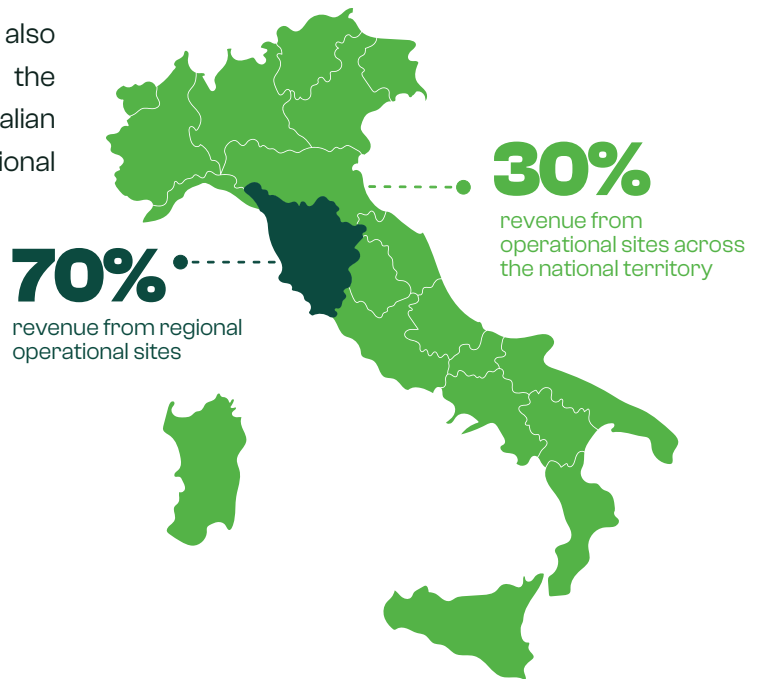 also
the
alian
ional
30%
revenue from
operational sites across
the national territory
70%
revenue from regional
operational sites